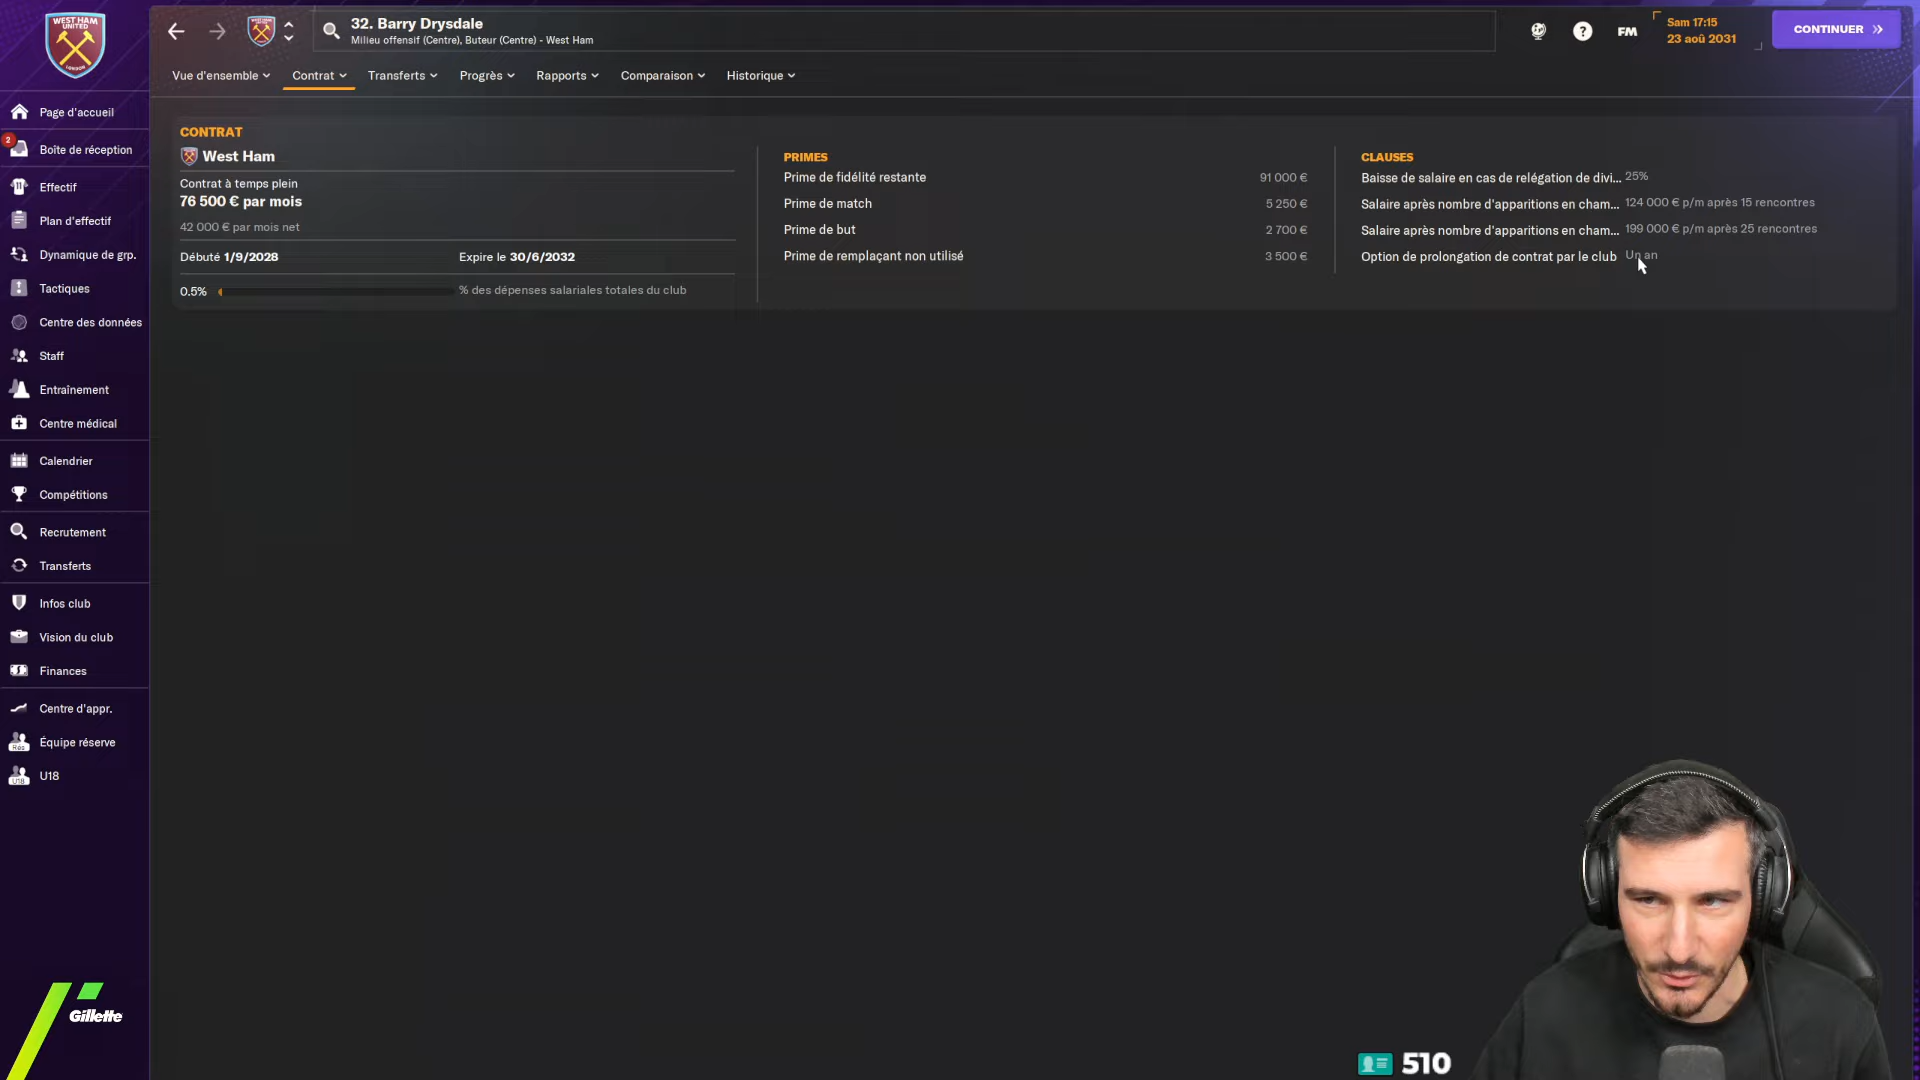 WEST HAM
UNITED
LONDON
32. Barry Drysdale
Milieu offensif (Centre), Buteur (Centre) - West Ham
FM
Sam 17:15
23 aoû 2031
CONTINUER
Vue d'ensemble
Contrat
Transferts
Progrès
Rapports
Comparaison
Historique
2
Page d'accueil
Boîte de réception
Effectif
Plan d'effectif
Dynamique de grp.
Tactiques
Centre des données
Staff
Entraînement
Centre médical
Calendrier
Compétitions
Recrutement
Transferts
Infos club
Vision du club
Finances
Centre d'appr.
Équipe réserve
U18
CONTRAT
West Ham
Contrat à temps plein
76 500 € par mois
42 000 € par mois net
Débuté 1/9/2028
Expire le 30/6/2032
0.5%
% des dépenses salariales totales du club
PRIMES
Prime de fidélité restante 91 000 €
Prime de match 5 250 €
Prime de but 2 700 €
Prime de remplaçant non utilisé 3 500 €
CLAUSES
Baisse de salaire en cas de relégation de divi... 25%
Salaire après nombre d'apparitions en cham... 124 000 € p/m après 15 rencontres
Salaire après nombre d'apparitions en cham... 199 000 € p/m après 25 rencontres
Option de prolongation de contrat par le club Un an
Gillette
510